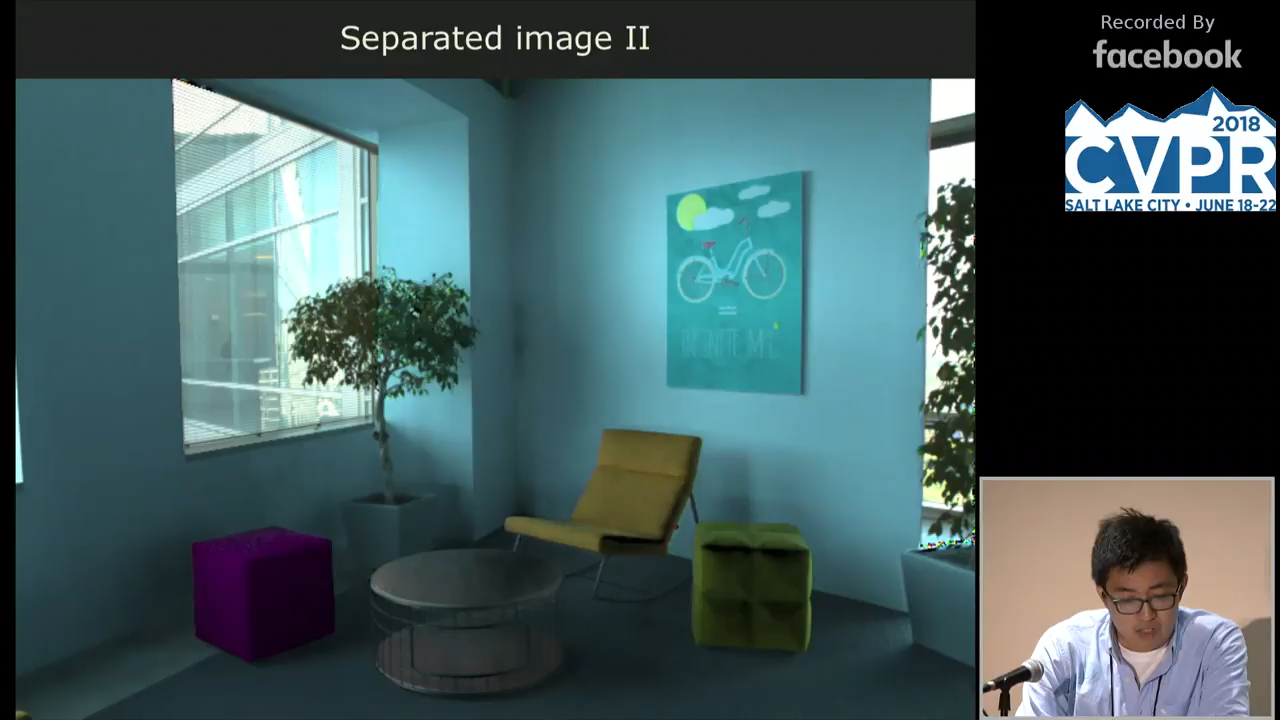 Separated image II
Recorded By
facebook
2018
CVPR
SALT LAKE CITY • JUNE 18-22